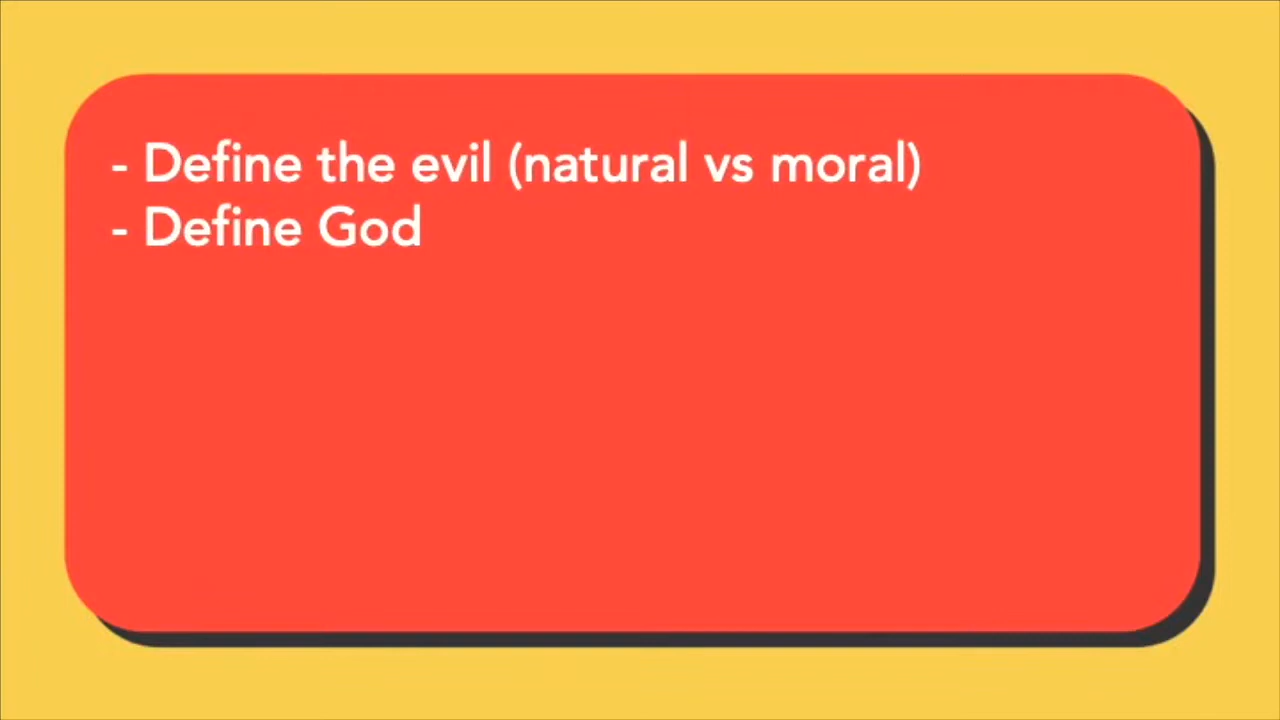 - Define the evil (natural vs moral)
- Define God